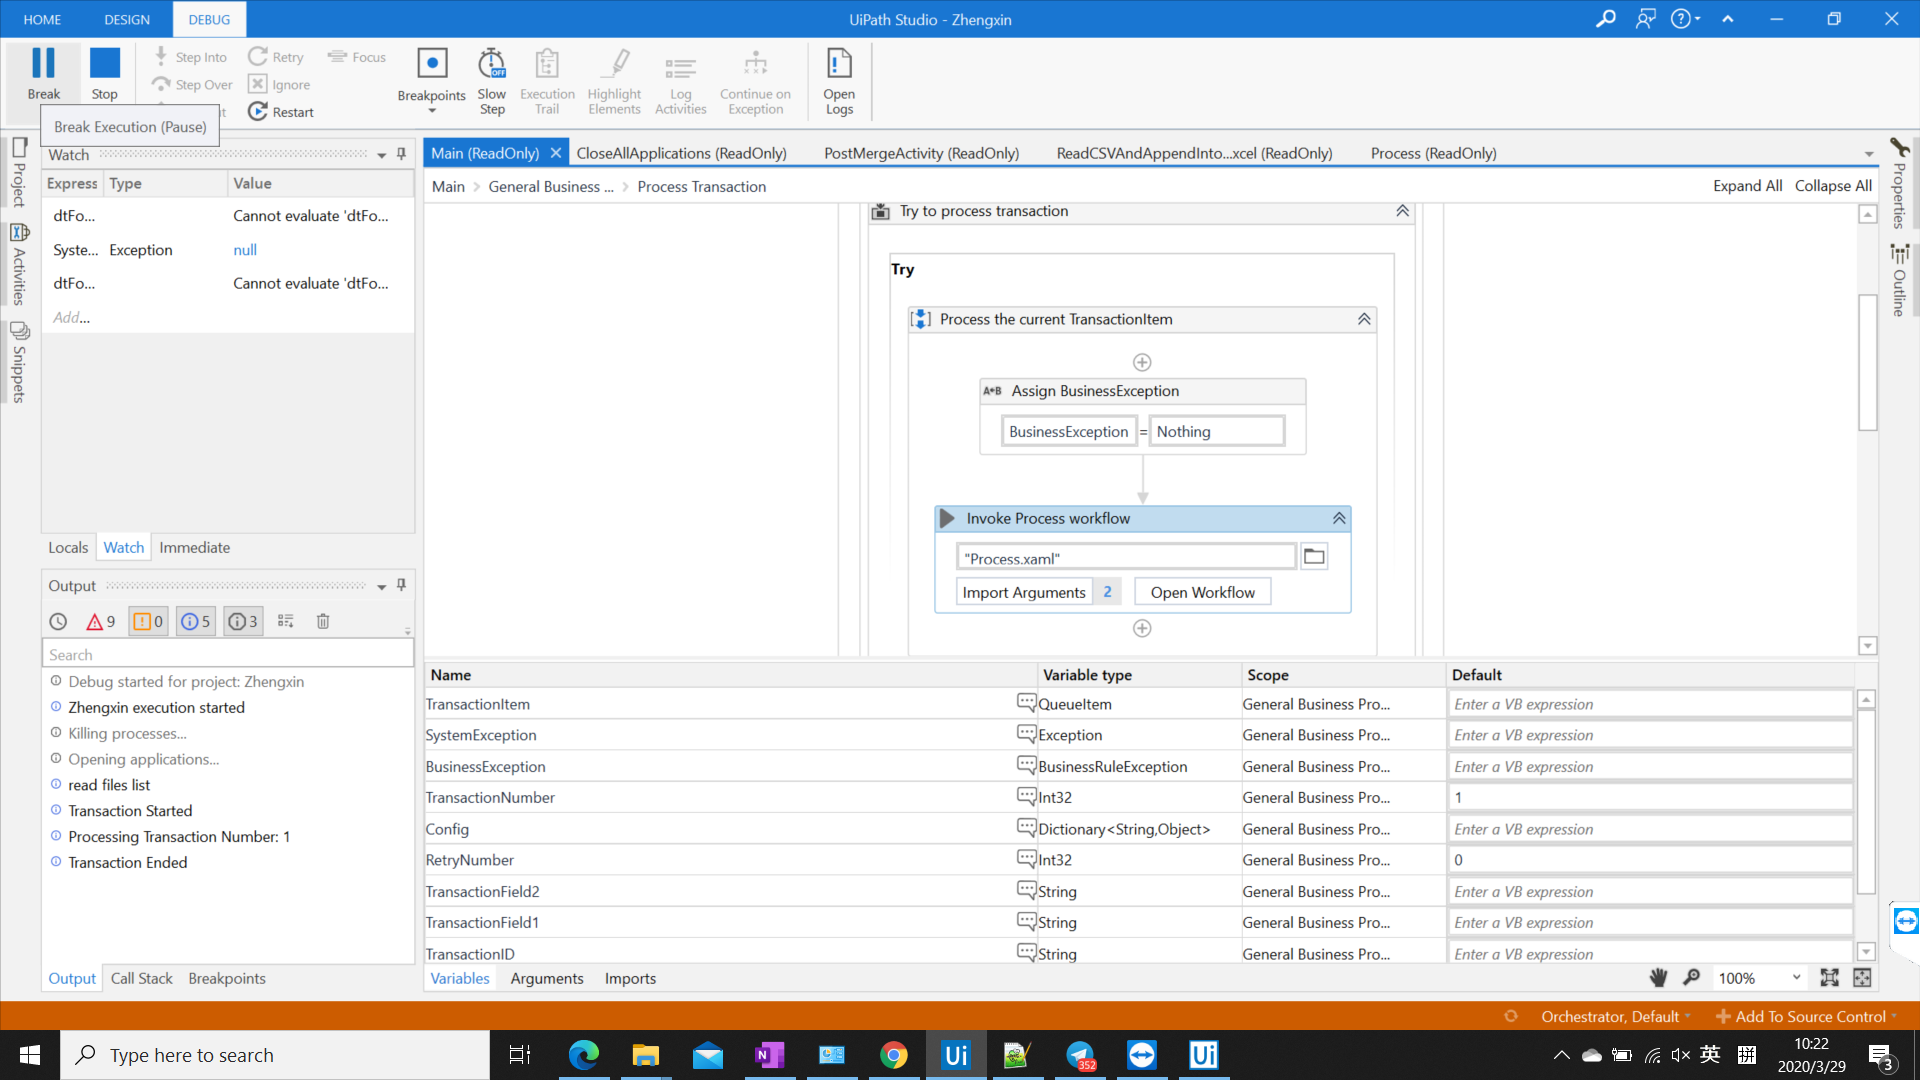 HOME DESIGN DEBUG
UiPath Studio - Zhengxin
Break
Stop
Step Into
Step Over
Retry
Ignore
Restart
Focus
Breakpoints
Slow Step
Execution Trail
Highlight Elements
Log Activities
Continue on Exception
Open Logs
OFF
Break Execution (Pause)
Project
Activities
Snippets
Watch
Express Type Value
dtFo... Cannot evaluate 'dtFo...
Syste... Exception null
dtFo... Cannot evaluate 'dtFo...
Add...
Locals Watch Immediate
Output
9 0 5 3
Search
Debug started for project: Zhengxin
Zhengxin execution started
Killing processes...
Opening applications...
read files list
Transaction Started
Processing Transaction Number: 1
Transaction Ended
Output Call Stack Breakpoints
Main (ReadOnly) CloseAllApplications (ReadOnly) PostMergeActivity (ReadOnly) ReadCSVAndAppendInto...xcel (ReadOnly) Process (ReadOnly)
Main General Business ... Process Transaction
Expand All Collapse All
Try to process transaction
Try
Process the current TransactionItem
A*B Assign BusinessException
BusinessException = Nothing
Invoke Process workflow
"Process.xaml"
Import Arguments 2 Open Workflow
Name Variable type Scope Default
TransactionItem QueueItem General Business Pro... Enter a VB expression
SystemException Exception General Business Pro... Enter a VB expression
BusinessException BusinessRuleException General Business Pro... Enter a VB expression
TransactionNumber Int32 General Business Pro... 1
Config Dictionary<String,Object> General Business Pro... Enter a VB expression
RetryNumber Int32 General Business Pro... 0
TransactionField2 String General Business Pro... Enter a VB expression
TransactionField1 String General Business Pro... Enter a VB expression
TransactionID String General Business Pro... Enter a VB expression
Variables Arguments Imports
100%
Properties
Outline
Orchestrator, Default
Add To Source Control
Type here to search
N
Ui
352
Ui
英
拼
10:22
2020/3/29
3